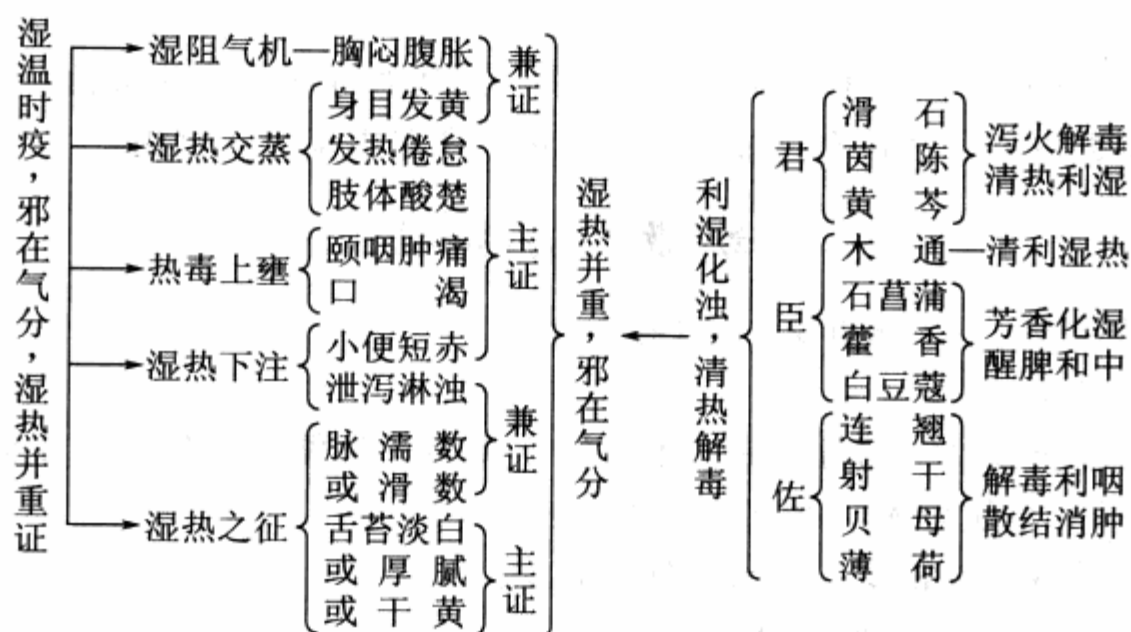 湿温时疫，邪在气分，湿热并重证
湿阻气机—胸闷腹胀
身目发黄
兼证
湿热交蒸
发热倦怠
肢体酸楚
热毒上壅
颐咽肿痛
口渴
主证
湿热下注
小便短赤
泄泻淋浊
湿热之征
脉濡数
或滑数
兼证
舌苔淡白
或厚腻
或干黄
主证
湿热并重，邪在气分
利湿化浊，清热解毒
君
滑石
茵陈
黄芩
泻火解毒
清热利湿
臣
木通—清利湿热
石菖蒲
藿香
白豆蔻
芳香化湿
醒脾和中
佐
连翘
射干
贝母
薄荷
解毒利咽
散结消肿